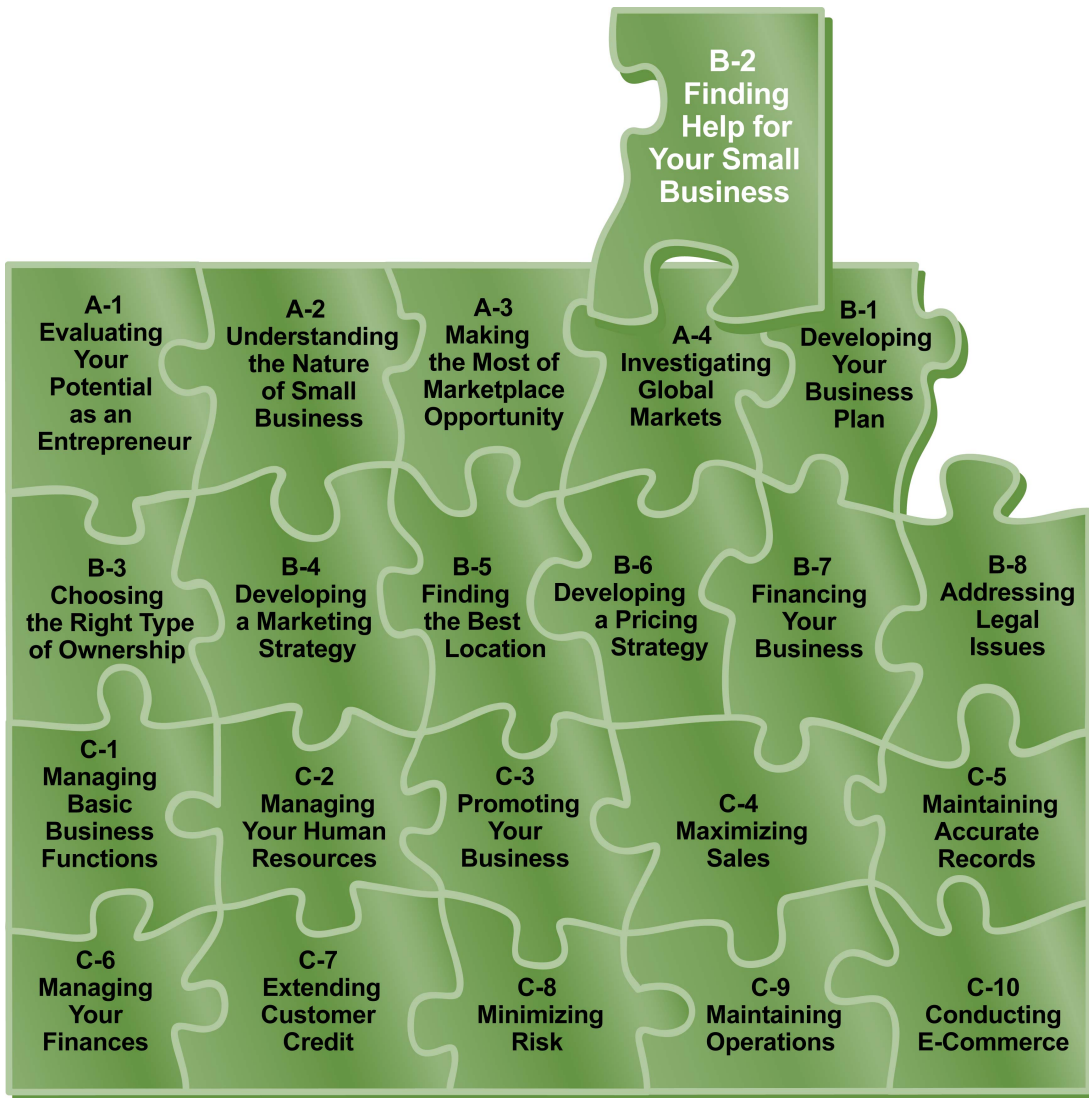 B-2
Finding
Help for
Your Small
Business
A-1
Evaluating
Your
Potential
as an
Entrepreneur
A-2
Understanding
the Nature
of Small
Business
A-3
Making
the Most of
Marketplace
Opportunity
A-4
Investigating
Global
Markets
B-1
Developing
Your
Business
Plan
B-3
Choosing
the Right Type
of Ownership
B-4
Developing
a Marketing
Strategy
B-5
Finding
the Best
Location
B-6
Developing
a Pricing
Strategy
B-7
Financing
Your
Business
B-8
Addressing
Legal
Issues
C-1
Managing
Basic
Business
Functions
C-2
Managing
Your Human
Resources
C-3
Promoting
Your
Business
C-4
Maximizing
Sales
C-5
Maintaining
Accurate
Records
C-6
Managing
Your
Finances
C-7
Extending
Customer
Credit
C-8
Minimizing
Risk
C-9
Maintaining
Operations
C-10
Conducting
E-Commerce